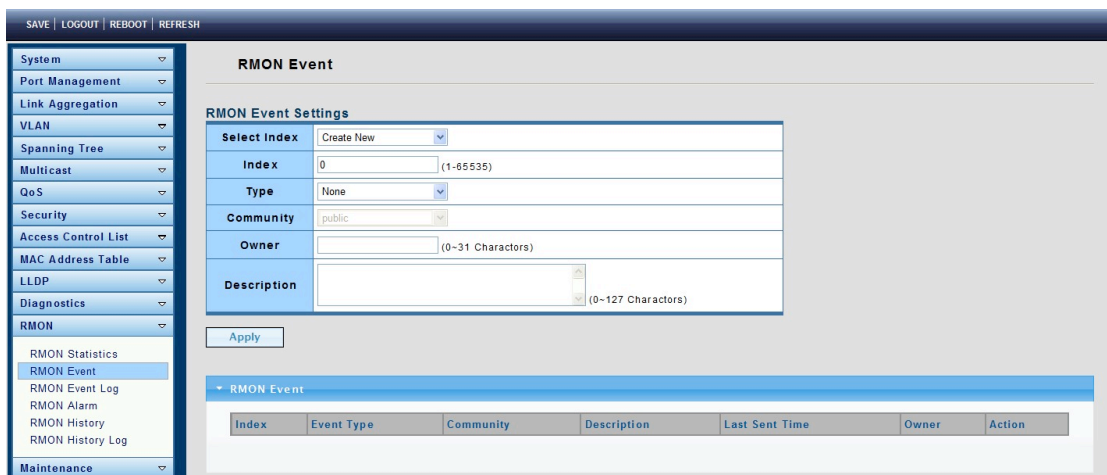 SAVE | LOGOUT | REBOOT | REFRESH
System
Port Management
Link Aggregation
VLAN
Spanning Tree
Multicast
QoS
Security
Access Control List
MAC Address Table
LLDP
Diagnostics
RMON
RMON Statistics
RMON Event
RMON Event Log
RMON Alarm
RMON History
RMON History Log
Maintenance
RMON Event
RMON Event Settings
Select Index Create New
Index 0 (1-65535)
Type None
Community public
Owner (0~31 Charactors)
Description (0~127 Charactors)
Apply
RMON Event
Index Event Type Community Description Last Sent Time Owner Action